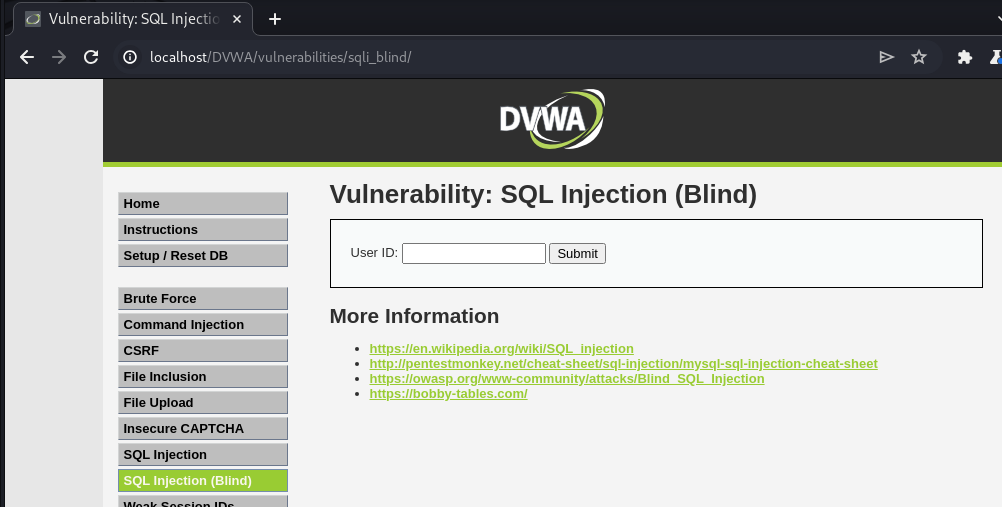 Vulnerability: SQL Injectio
localhost/DVWA/vulnerabilities/sqli_blind/
DVWA
Home
Instructions
Setup / Reset DB
Brute Force
Command Injection
CSRF
File Inclusion
File Upload
Insecure CAPTCHA
SQL Injection
SQL Injection (Blind)
Weak Session IDs
Vulnerability: SQL Injection (Blind)
User ID: Submit
More Information
https://en.wikipedia.org/wiki/SQL_injection
http://pentestmonkey.net/cheat-sheet/sql-injection/mysql-sql-injection-cheat-sheet
https://owasp.org/www-community/attacks/Blind_SQL_Injection
https://bobby-tables.com/